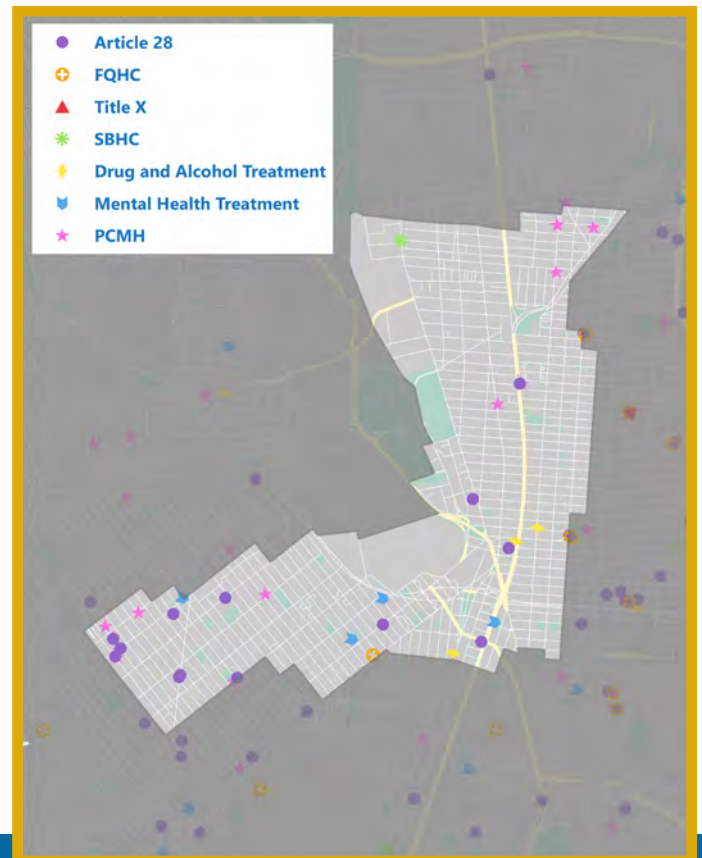 Article 28
FQHC
Title X
SBHC
Drug and Alcohol Treatment
Mental Health Treatment
PCMH